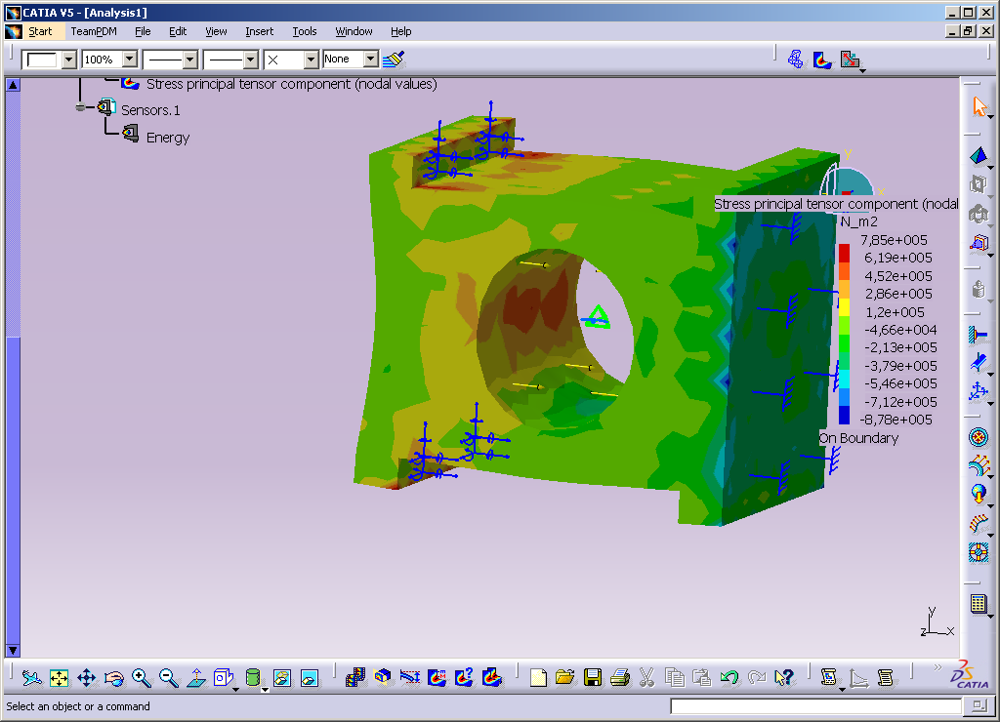 CATIA V5 - [Analysis1]
Start TeamPDM File Edit View Insert Tools Window Help
100% None
Stress principal tensor component (nodal values)
Sensors.1
Energy
y
x
Stress principal tensor component (nodal
N_m2
7,85e+005
6,19e+005
4,52e+005
2,86e+005
1,2e+005
-4,66e+004
-2,13e+005
-3,79e+005
-5,46e+005
-7,12e+005
-8,78e+005
On Boundary
y
z x
DS CATIA
Select an object or a command